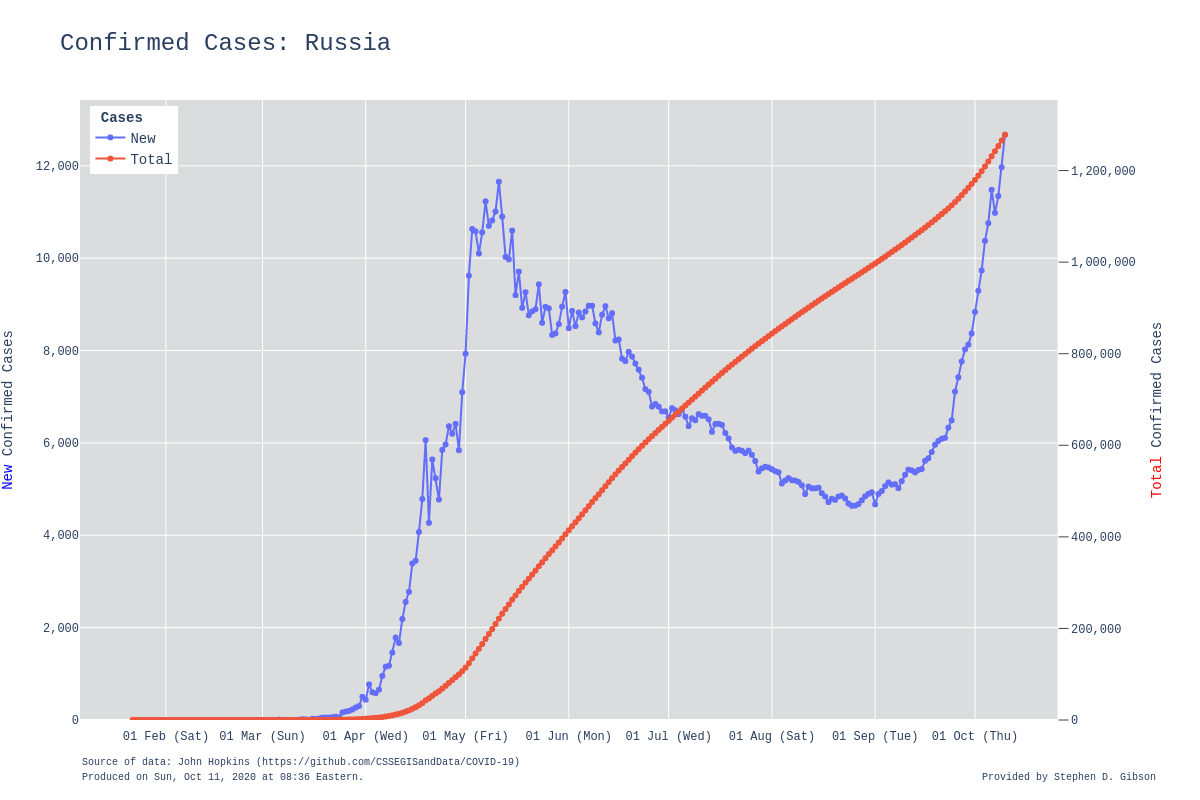 Confirmed Cases: Russia
Cases
New
Total
12,000
10,000
8,000
6,000
4,000
2,000
0
New Confirmed Cases
1,200,000
1,000,000
800,000
600,000
400,000
200,000
0
Total Confirmed Cases
01 Feb (Sat) 01 Mar (Sun) 01 Apr (Wed) 01 May (Fri) 01 Jun (Mon) 01 Jul (Wed) 01 Aug (Sat) 01 Sep (Tue) 01 Oct (Thu)
Source of data: John Hopkins (https://github.com/CSSEGISandData/COVID-19)
Produced on Sun, Oct 11, 2020 at 08:36 Eastern.
Provided by Stephen D. Gibson